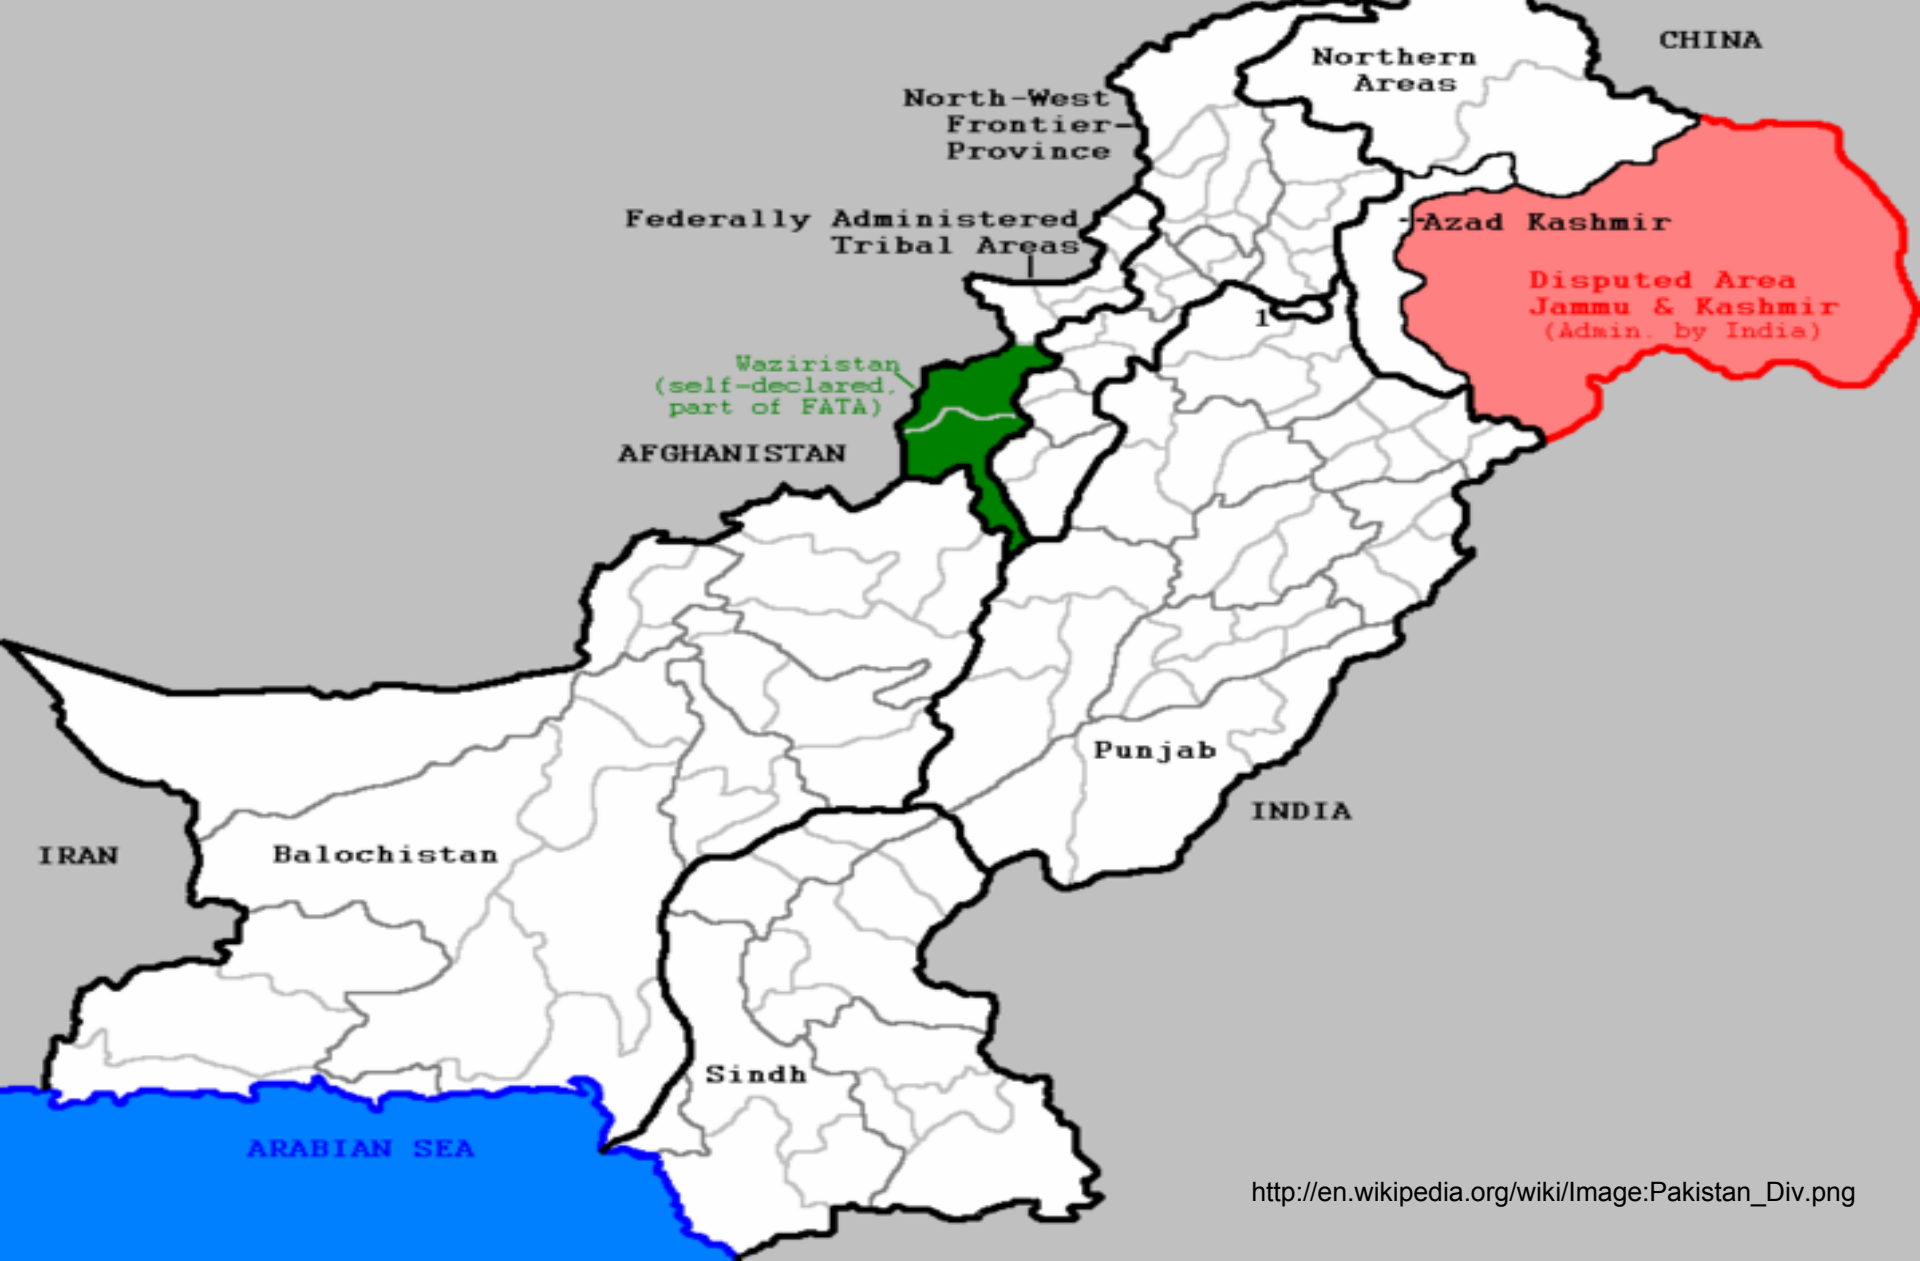 CHINA
Northern
Areas
North-West
Frontier-
Province
Federally Administered
Tribal Areas
Azad Kashmir
Disputed Area
Jammu & Kashmir
(Admin. by India)
1
Waziristan
(self-declared,
part of FATA)
AFGHANISTAN
Punjab
INDIA
IRAN
Balochistan
Sindh
ARABIAN SEA
http://en.wikipedia.org/wiki/Image:Pakistan_Div.png